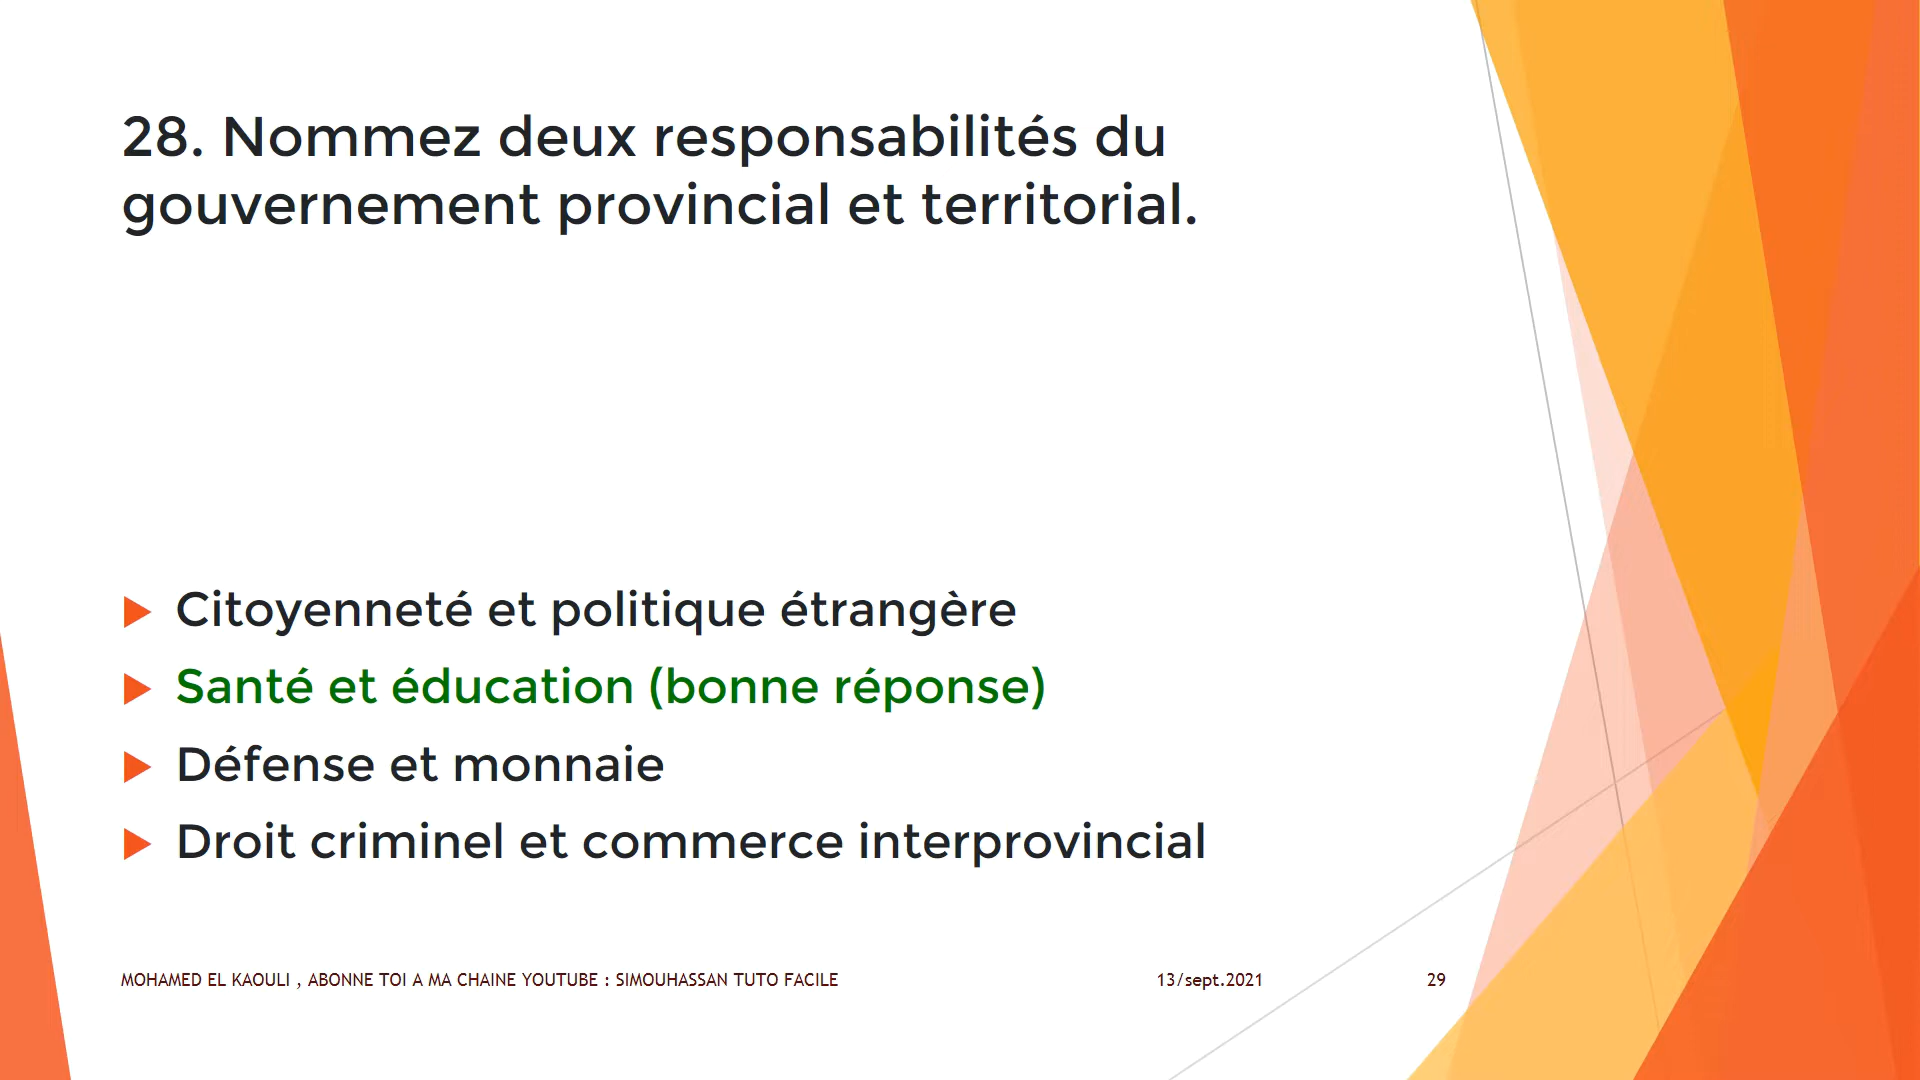 28. Nommez deux responsabilités du
gouvernement provincial et territorial.
Citoyenneté et politique étrangère
Santé et éducation (bonne réponse)
Défense et monnaie
Droit criminel et commerce interprovincial
MOHAMED EL KAOULI , ABONNE TOI A MA CHAINE YOUTUBE : SIMOUHASSAN TUTO FACILE
13/sept.2021
29